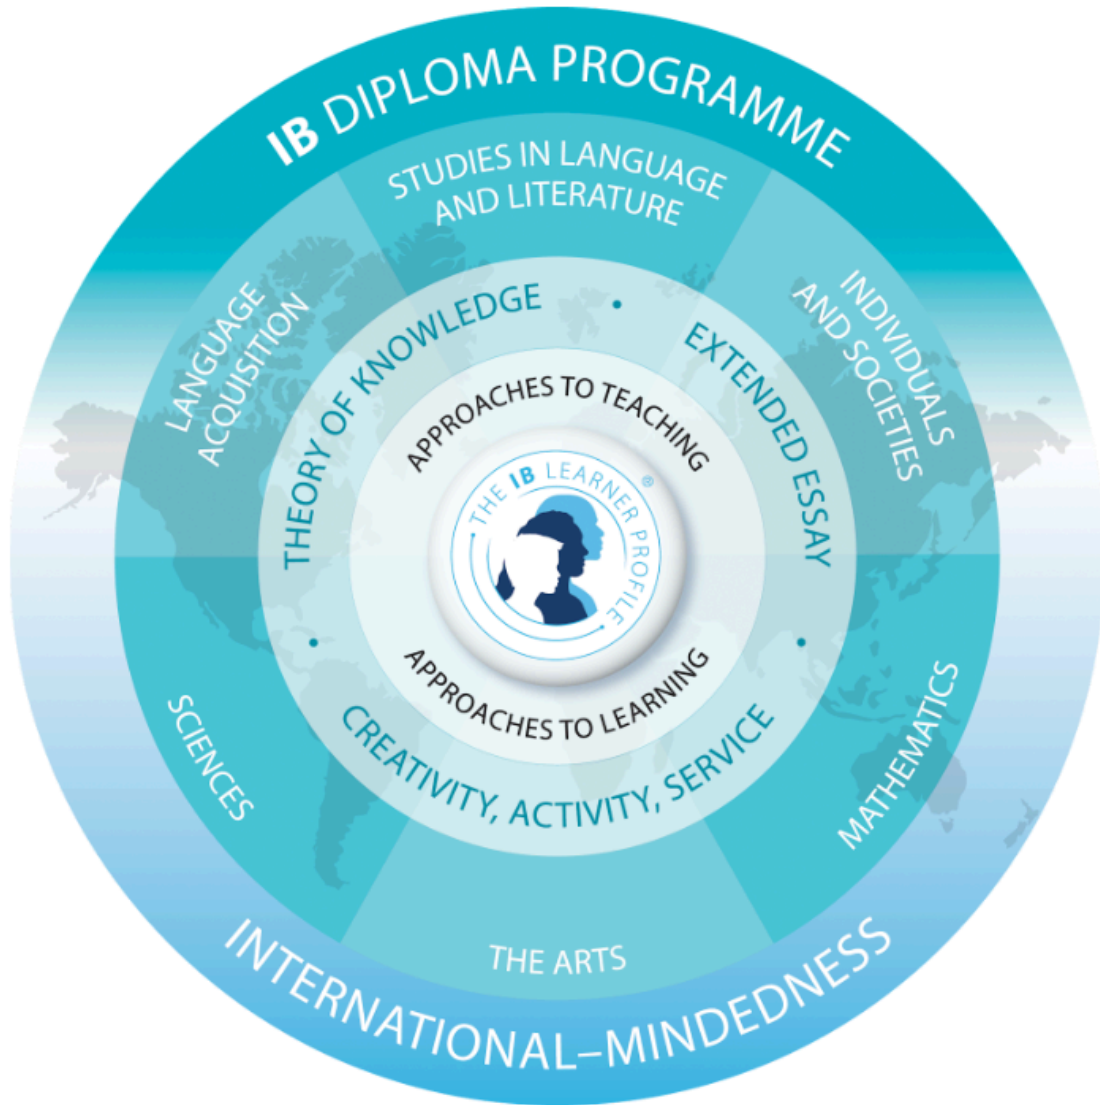 IB DIPLOMA PROGRAMME
STUDIES IN LANGUAGE
AND LITERATURE
LANGUAGE
ACQUISITION
INDIVIDUALS
AND SOCIETIES
THEORY OF KNOWLEDGE
•
EXTENDED ESSAY
•
APPROACHES TO TEACHING
THE IB LEARNER PROFILE
®
APPROACHES TO LEARNING
•
CREATIVITY, ACTIVITY, SERVICE
SCIENCES
MATHEMATICS
THE ARTS
INTERNATIONAL–MINDEDNESS